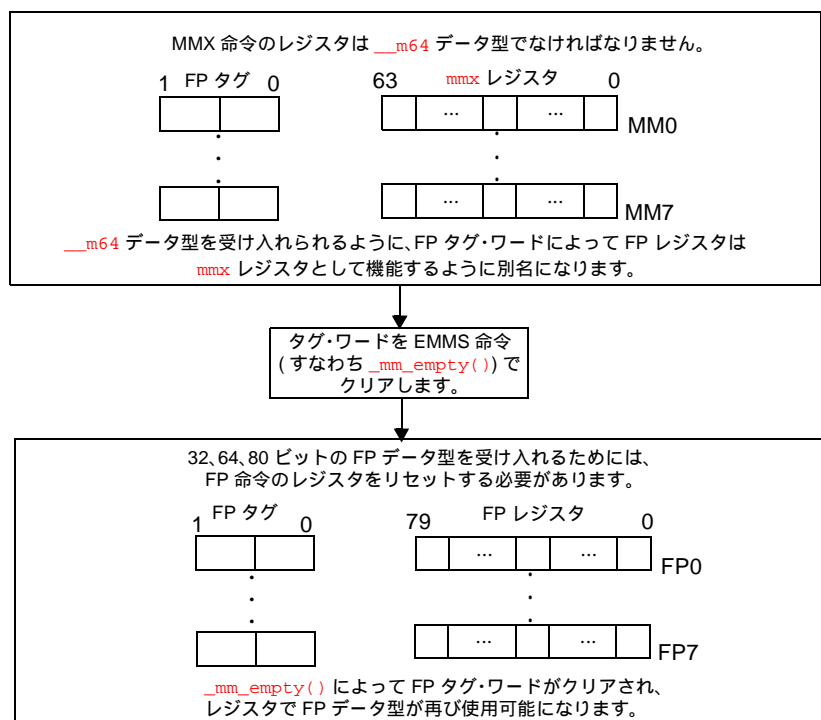 MMX 命令のレジスタは __m64 データ型でなければなりません。
1 FP タグ 0 63 mmx レジスタ 0
... ... MM0
... ... MM7
__m64 データ型を受け入れられるように、FP タグ・ワードによって FP レジスタは
mmx レジスタとして機能するように別名になります。
タグ・ワードを EMMS 命令
( すなわち _mm_empty()) で
クリアします。
32、64、80 ビットの FP データ型を受け入れるためには、
FP 命令のレジスタをリセットする必要があります。
1 FP タグ 0 79 FP レジスタ 0
... ... FP0
... ... FP7
_mm_empty() によって FP タグ・ワードがクリアされ、
レジスタで FP データ型が再び使用可能になります。